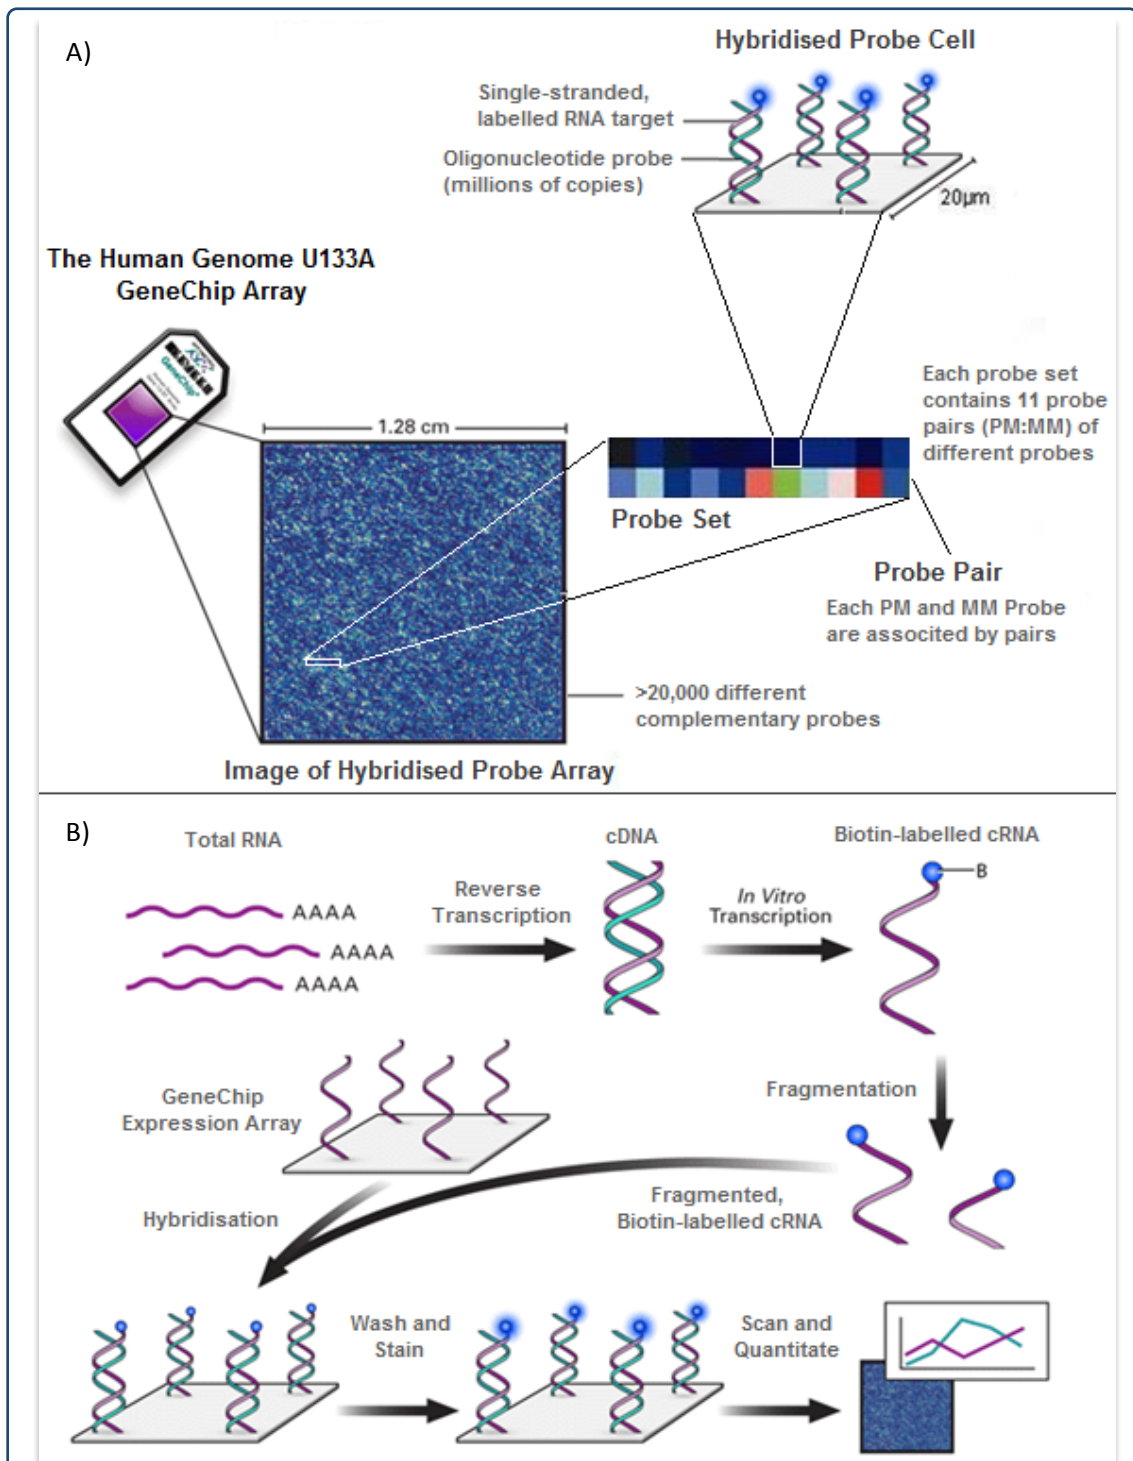 A)
Hybridised Probe Cell
Single-stranded,
labelled RNA target
Oligonucleotide probe
(millions of copies)
20µm
The Human Genome U133A
GeneChip Array
GeneChip
1.28 cm
Each probe set
contains 11 probe
pairs (PM:MM) of
different probes
Probe Set
Probe Pair
Each PM and MM Probe
are associted by pairs
>20,000 different
complementary probes
Image of Hybridised Probe Array
B)
Total RNA
cDNA
Biotin-labelled cRNA
B
Reverse
Transcription
In Vitro
Transcription
AAAA
AAAA
AAAA
GeneChip
Expression Array
Fragmentation
Hybridisation
Fragmented,
Biotin-labelled cRNA
Wash and
Stain
Scan and
Quantitate